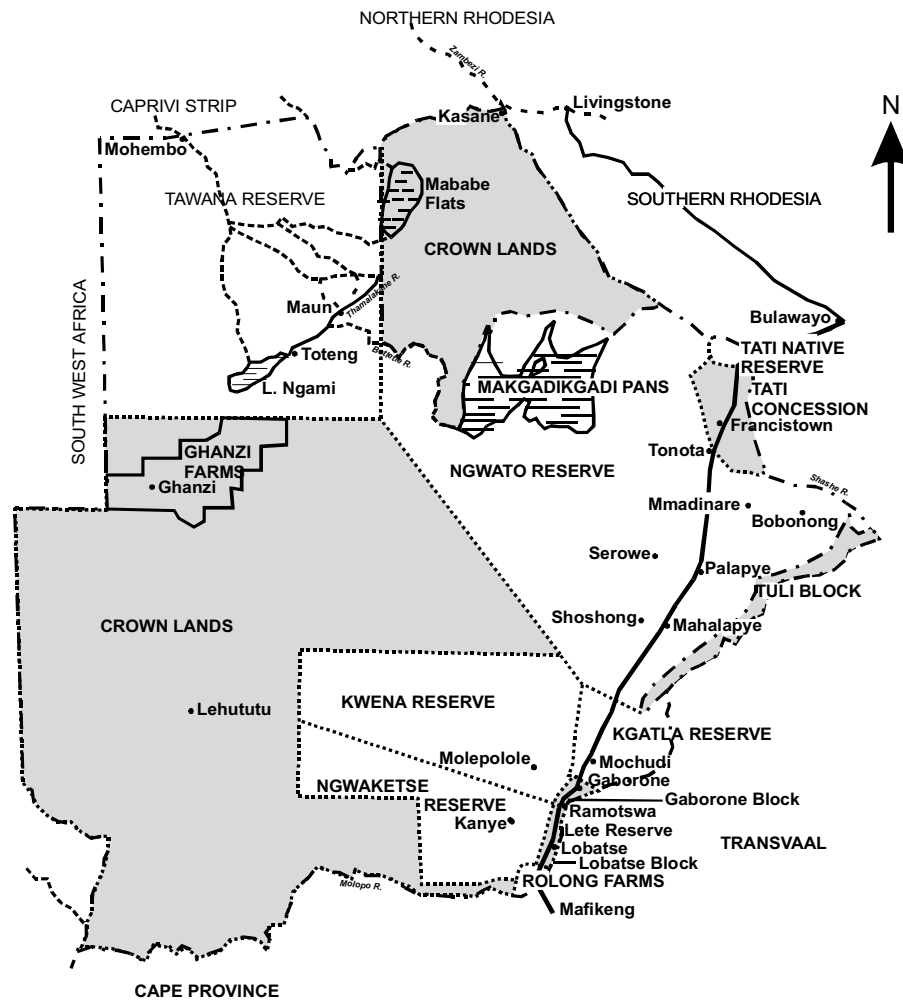 NORTHERN RHODESIA
Zambezi R.
CAPRIVI STRIP
Livingstone
Kasane
N
Mohembo
Mababe
Flats
TAWANA RESERVE
SOUTHERN RHODESIA
CROWN LANDS
SOUTH WEST AFRICA
Thamalakane R.
Maun
Bulawayo
Toteng
Botletle R.
TATI NATIVE
RESERVE
L. Ngami
MAKGADIKGADI PANS
TATI
CONCESSION
Francistown
GHANZI
FARMS
Tonota
NGWATO RESERVE
Ghanzi
Shashe R.
Mmadinare
Bobonong
Serowe
Palapye
TULI BLOCK
Shoshong
Mahalapye
CROWN LANDS
KWENA RESERVE
Lehututu
KGATLA RESERVE
Molepolole
Mochudi
Gaborone
NGWAKETSE
RESERVE
Gaborone Block
Ramotswa
Kanye
Lete Reserve
TRANSVAAL
Lobatse
Lobatse Block
ROLONG FARMS
Molopo R.
Mafikeng
CAPE PROVINCE